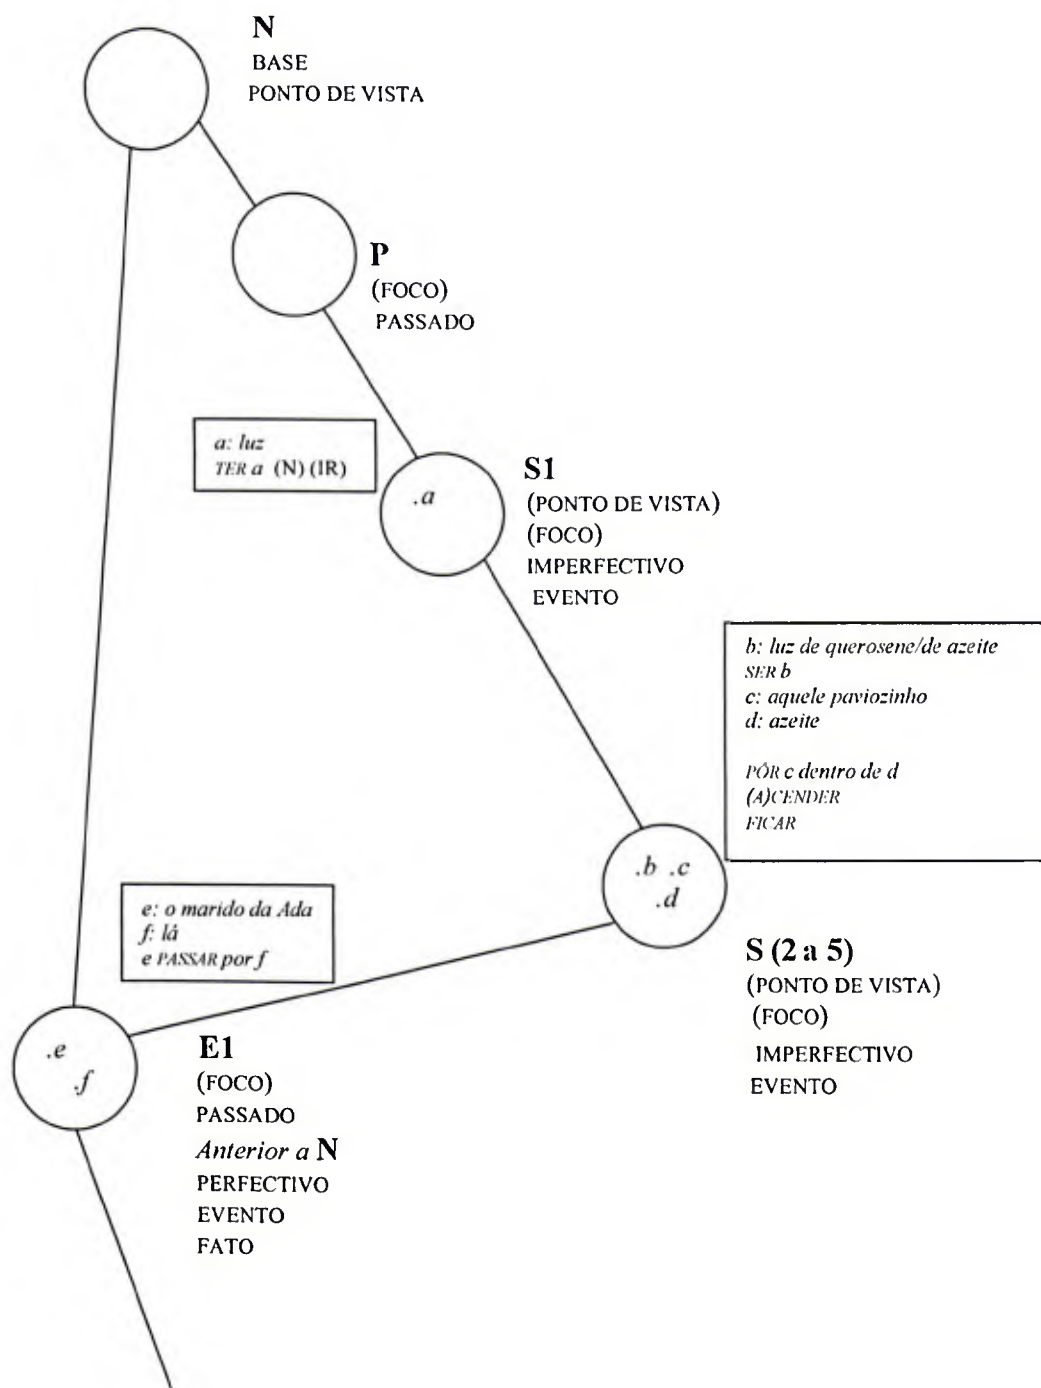 N
BASE
PONTO DE VISTA
P
(FOCO)
PASSADO
a: luz
TER a (N) (IR)
.a
S1
(PONTO DE VISTA)
(FOCO)
IMPERFECTIVO
EVENTO
b: luz de querosene/de azeite
SER b
c: aquele paviozinho
d: azeite
PÔR c dentro de d
(A)CENDER
FICAR
.b .c
.d
S (2 a 5)
(PONTO DE VISTA)
(FOCO)
IMPERFECTIVO
EVENTO
e: o marido da Ada
f: lá
e PASSAR por f
.e
.f
E1
(FOCO)
PASSADO
Anterior a N
PERFECTIVO
EVENTO
FATO